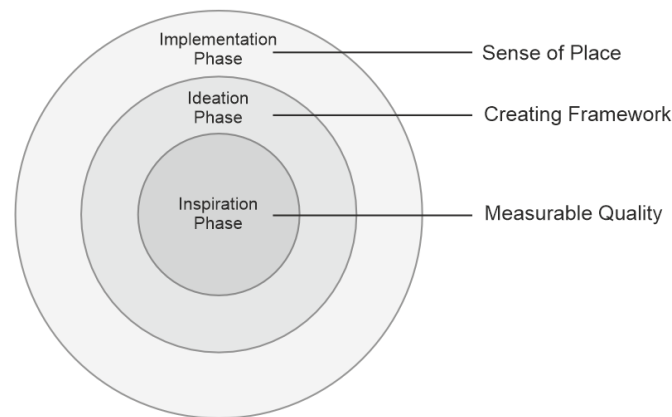 Implementation
Phase
Sense of Place
Ideation
Phase
Creating Framework
Inspiration
Phase
Measurable Quality